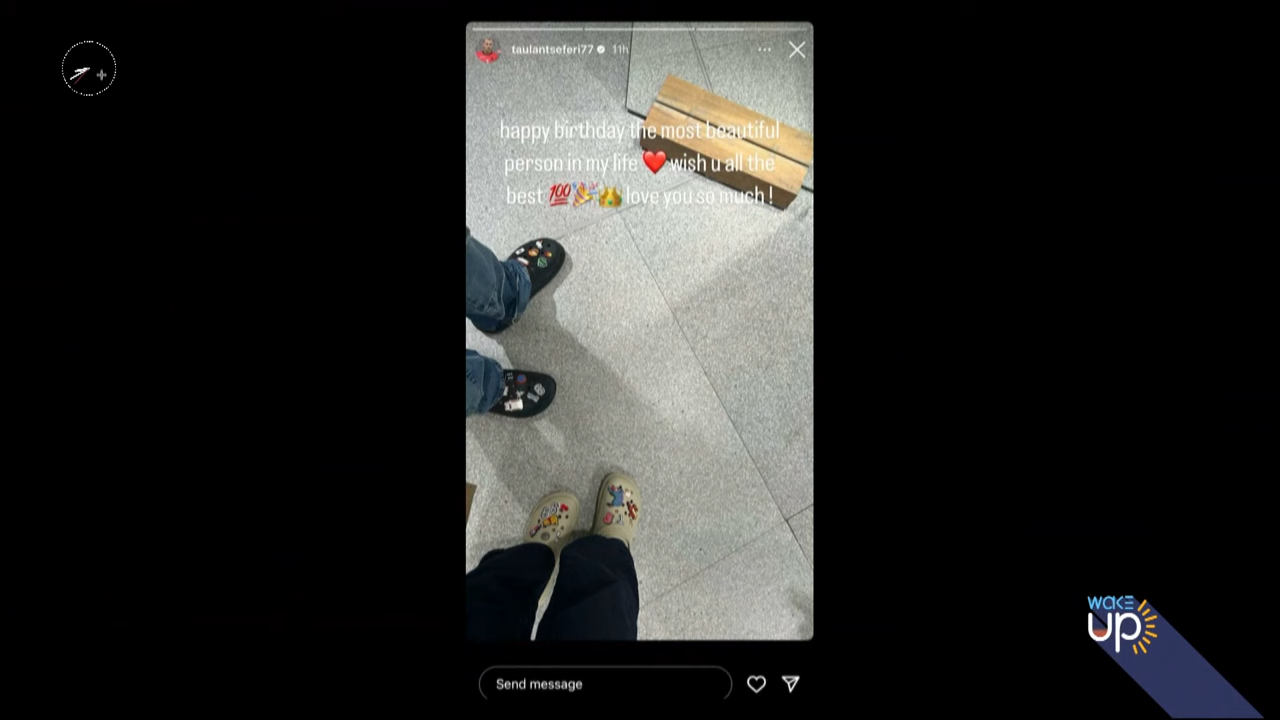 taulantseferi77 11h
happy birthday the most beautiful
person in my life ❤️ wish u all the
best 💯🎉👑 love you so much !
Send message
WAKE
UP